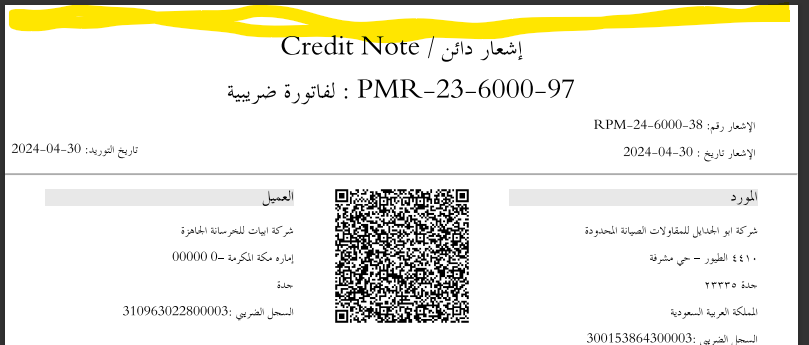 إشعار دائن / Credit Note
لفاتورة ضريبية : PMR-23-6000-97
الإشعار رقم: RPM-24-6000-38
الإشعار تاريخ : 2024-04-30
تاريخ التوريد: 2024-04-30
المورد
شركة ابو الجدايل للمقاولات الصيانة المحدودة
٤٤١٠ الطيور - حي مشرفة
جدة ٢٣٣٣٥
المملكة العربية السعودية
السجل الضريبي :300153864300003
العميل
شركة ابيات للخرسانة الجاهزة
إماره مكة المكرمة -0 00000
جدة
السجل الضريبي :310963022800003